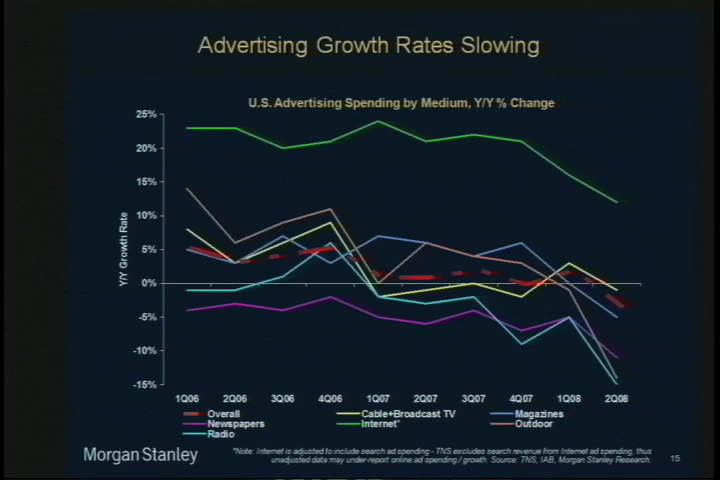 Advertising Growth Rates Slowing
U.S. Advertising Spending by Medium, Y/Y % Change
25%
20%
15%
10%
5%
0%
-5%
-10%
-15%
Y/Y Growth Rate
1Q06 2Q06 3Q06 4Q06 1Q07 2Q07 3Q07 4Q07 1Q08 2Q08
Overall Cable+Broadcast TV Magazines
Newspapers Internet* Outdoor
Radio
Morgan Stanley
*Note: Internet is adjusted to include search ad spending - TNS excludes search revenue from Internet ad spending, thus
unadjusted data may under-report online ad spending / growth. Source: TNS, IAB, Morgan Stanley Research.
15